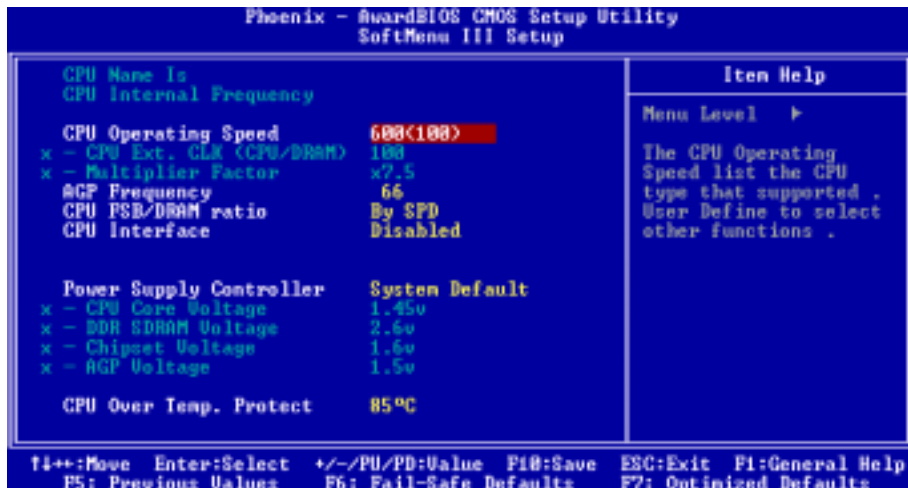 Phoenix - AwardBIOS CMOS Setup Utility
SoftMenu III Setup
CPU Name Is
CPU Internal Frequency
CPU Operating Speed 600(100)
x - CPU Ext. CLK (CPU/DRAM) 100
x - Multiplier Factor x7.5
AGP Frequency 66
CPU FSB/DRAM ratio By SPD
CPU Interface Disabled
Power Supply Controller System Default
x - CPU Core Voltage 1.45v
x - DDR SDRAM Voltage 2.6v
x - Chipset Voltage 1.6v
x - AGP Voltage 1.5v
CPU Over Temp. Protect 85°C
Item Help
Menu Level ▶
The CPU Operating
Speed list the CPU
type that supported .
User Define to select
other functions .
↑↓→←:Move Enter:Select +/-/PU/PD:Value F10:Save ESC:Exit F1:General Help
F5: Previous Values F6: Fail-Safe Defaults F7: Optimized Defaults